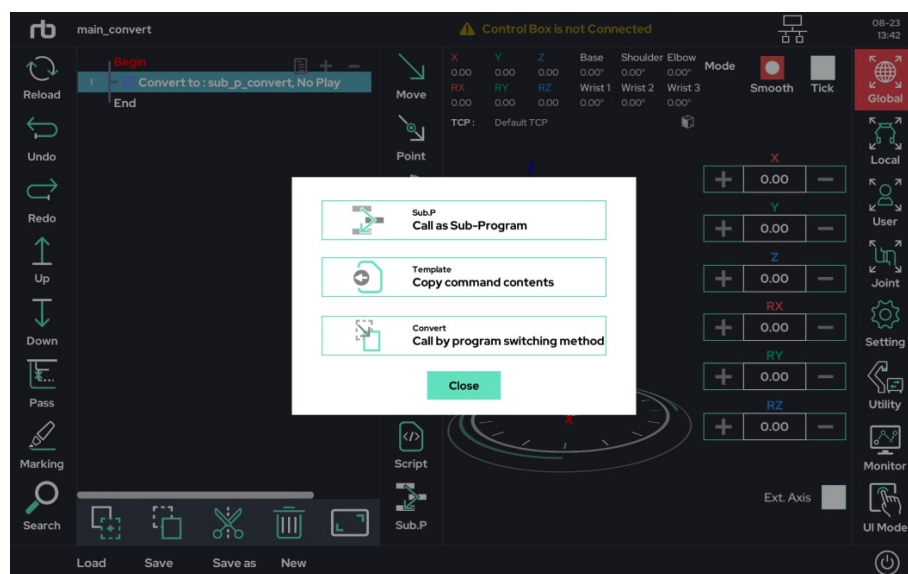 rb
main_convert
Control Box is not Connected
08-23
13:42
Reload
Undo
Redo
Up
Down
Pass
Marking
Search
Begin
1 Convert to : sub_p_convert, No Play
End
Move
Point
Script
Sub.P
X Y Z Base Shoulder Elbow
0.00 0.00 0.00 0.00° 0.00° 0.00°
RX RY RZ Wrist 1 Wrist 2 Wrist 3
0.00 0.00 0.00 0.00° 0.00° 0.00°
TCP : Default TCP
Mode
Smooth Tick
Z
Sub.P
Call as Sub-Program
Template
Copy command contents
Convert
Call by program switching method
Close
X
X
+ 0.00 −
Y
+ 0.00 −
Z
+ 0.00 −
RX
+ 0.00 −
RY
+ 0.00 −
RZ
+ 0.00 −
Ext. Axis
Global
Local
User
Joint
Setting
Utility
Monitor
UI Mode
Load Save Save as New